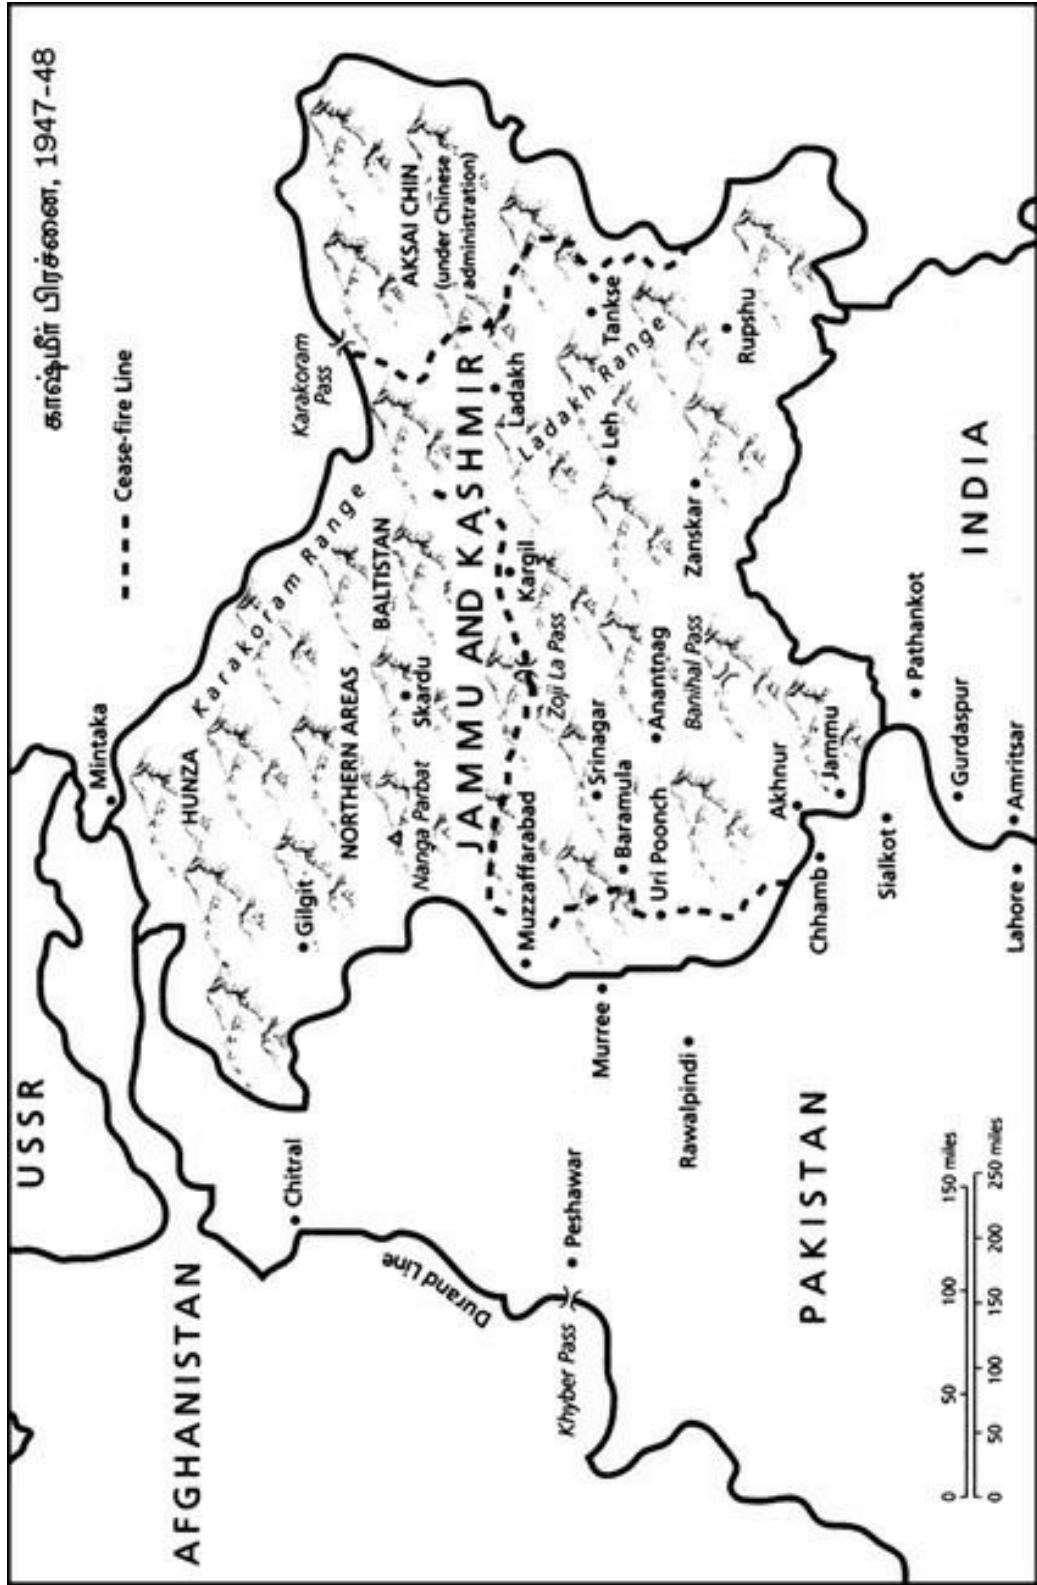 காஷ்மீர் பிரச்னை, 1947-48
Cease-fire Line
USSR
AFGHANISTAN
Mintaka
HUNZA
Karakoram Range
Karakoram
Pass
Gilgit
NORTHERN AREAS
BALTISTAN
AKSAI CHIN
(under Chinese
administration)
Chitral
Nanga Parbat
Skardu
Durand Line
JAMMU AND KASHMIR
Ladakh
Muzzaffarabad
Kargil
Zoji La Pass
Ladakh Range
Khyber Pass
Peshawar
Murree
Srinagar
Leh
Tankse
Baramula
Uri Poonch
Anantnag
Rawalpindi
Banihal Pass
Zanskar
Rupshu
Akhnur
Jammu
Chhamb
PAKISTAN
Sialkot
Pathankot
INDIA
Gurdaspur
Lahore
Amritsar
0 50 100 150 miles
0 50 100 150 200 250 miles